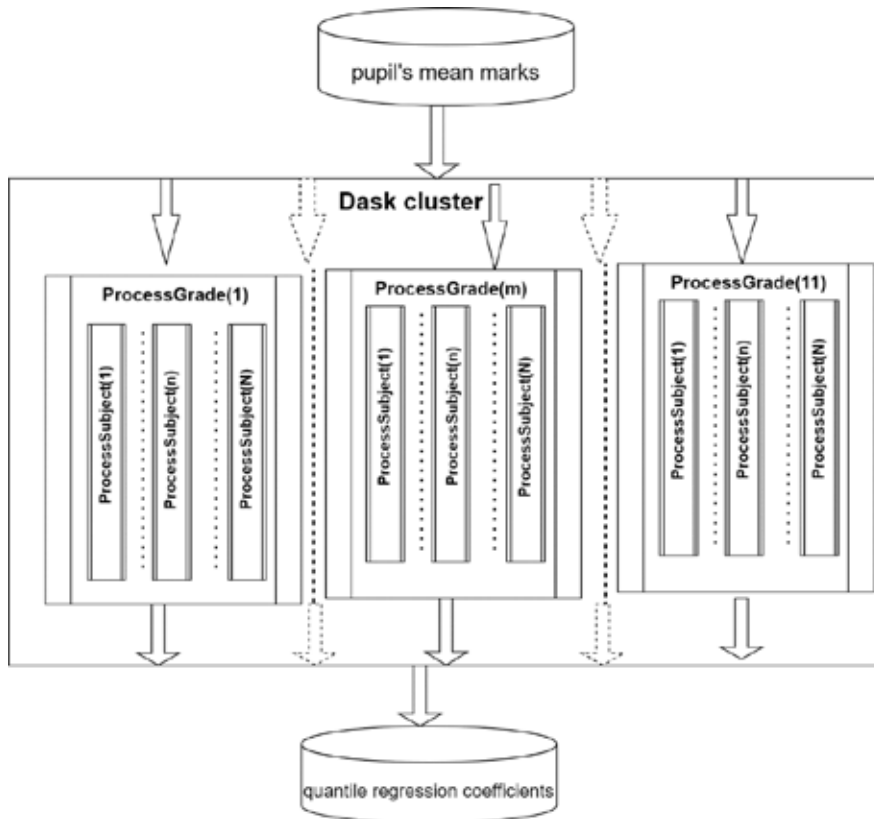 pupil's mean marks
Dask cluster
ProcessGrade(1)
ProcessSubject(1)
ProcessSubject(n)
ProcessSubject(N)
ProcessGrade(m)
ProcessSubject(1)
ProcessSubject(n)
ProcessSubject(N)
ProcessGrade(11)
ProcessSubject(1)
ProcessSubject(n)
ProcessSubject(N)
quantile regression coefficients